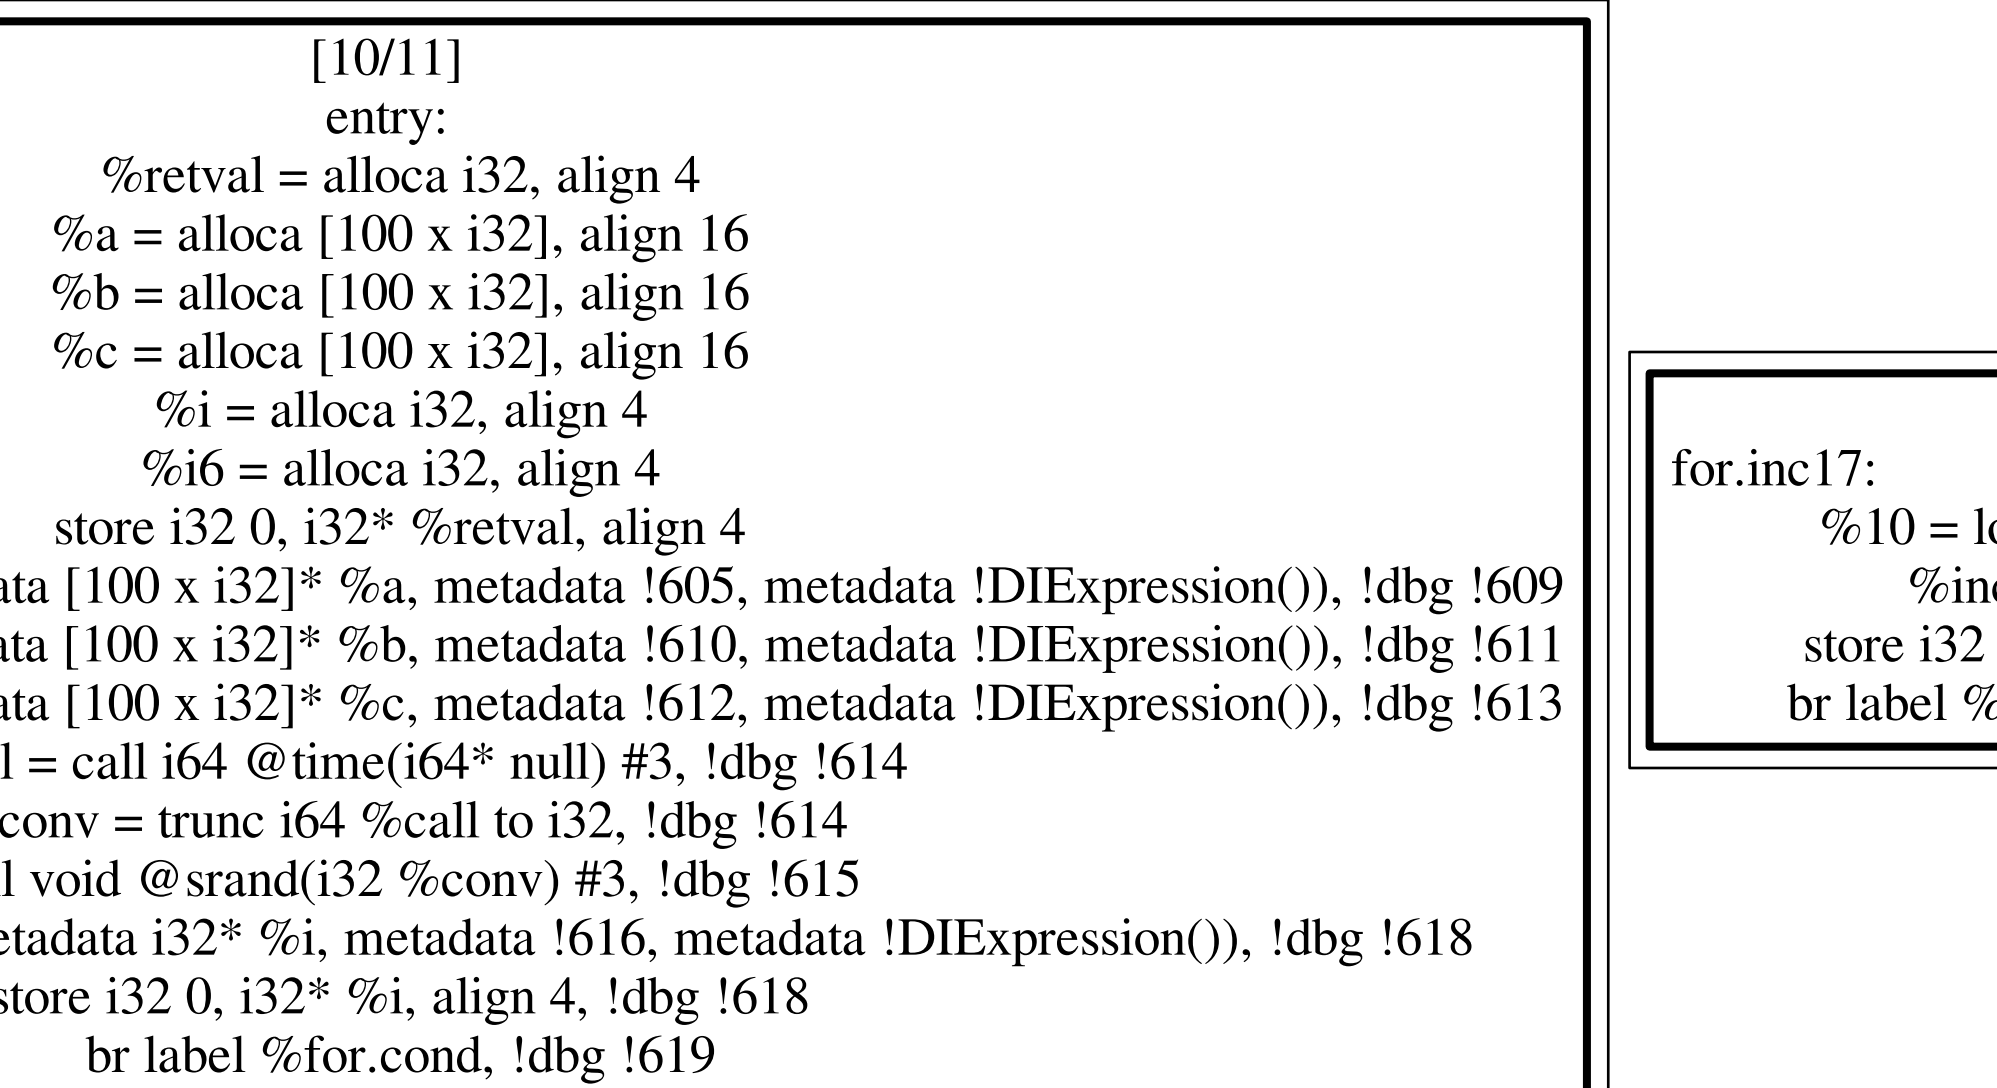 [10/11]
entry:
%retval = alloca i32, align 4
%a = alloca [100 x i32], align 16
%b = alloca [100 x i32], align 16
%c = alloca [100 x i32], align 16
%i = alloca i32, align 4
%i6 = alloca i32, align 4
store i32 0, i32* %retval, align 4
ata [100 x i32]* %a, metadata !605, metadata !DIExpression()), !dbg !609
ata [100 x i32]* %b, metadata !610, metadata !DIExpression()), !dbg !611
ata [100 x i32]* %c, metadata !612, metadata !DIExpression()), !dbg !613
l = call i64 @time(i64* null) #3, !dbg !614
conv = trunc i64 %call to i32, !dbg !614
l void @srand(i32 %conv) #3, !dbg !615
etadata i32* %i, metadata !616, metadata !DIExpression()), !dbg !618
store i32 0, i32* %i, align 4, !dbg !618
br label %for.cond, !dbg !619
for.inc17:
%10 = lo
%inc
store i32
br label %